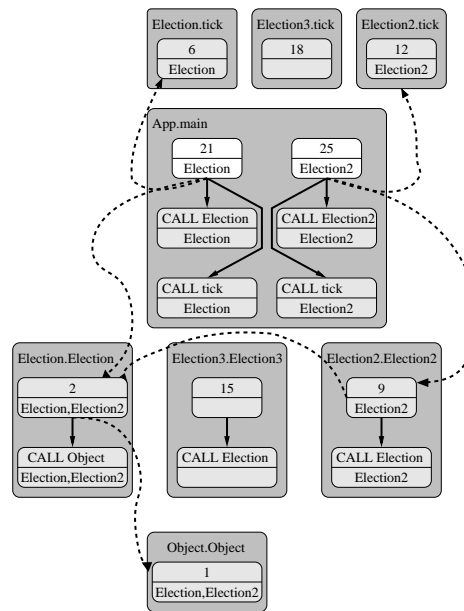 Election.tick
6
Election
Election3.tick
18
Election2.tick
12
Election2
App.main
21
Election
25
Election2
CALL Election
Election
CALL Election2
Election2
CALL tick
Election
CALL tick
Election2
Election.Election
2
Election,Election2
CALL Object
Election,Election2
Election3.Election3
15
CALL Election
Election2.Election2
9
Election2
CALL Election
Election2
Object.Object
1
Election,Election2